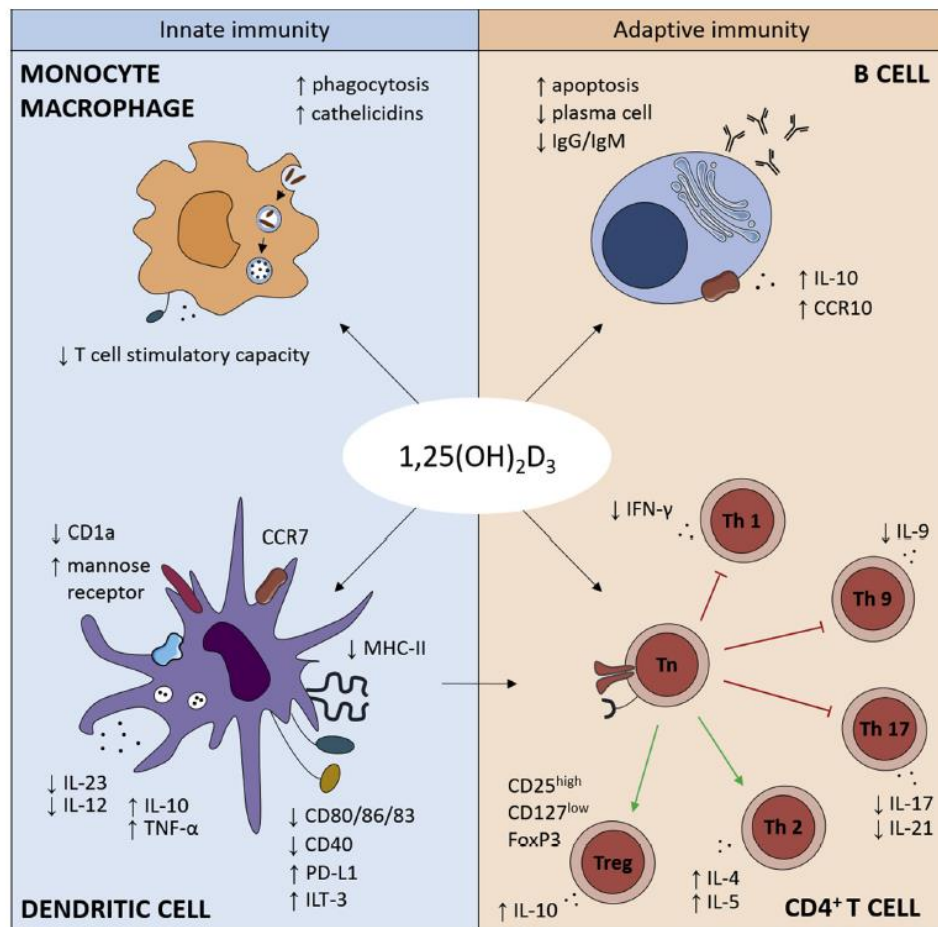 Innate immunity
Adaptive immunity
MONOCYTE
MACROPHAGE
↑ phagocytosis
↑ cathelicidins
↓ T cell stimulatory capacity
B CELL
↑ apoptosis
↓ plasma cell
↓ IgG/IgM
↑ IL-10
↑ CCR10
1,25(OH)₂D₃
↓ CD1a
↑ mannose
receptor
CCR7
↓ MHC-II
↓ IL-23
↓ IL-12
↑ IL-10
↑ TNF-α
↓ CD80/86/83
↓ CD40
↑ PD-L1
↑ ILT-3
DENDRITIC CELL
↓ IFN-γ
Th 1
↓ IL-9
Th 9
Tn
Th 17
↓ IL-17
↓ IL-21
CD25ʰⁱᵍʰ
CD127ˡᵒʷ
FoxP3
Treg
↑ IL-10
Th 2
↑ IL-4
↑ IL-5
CD4⁺ T CELL